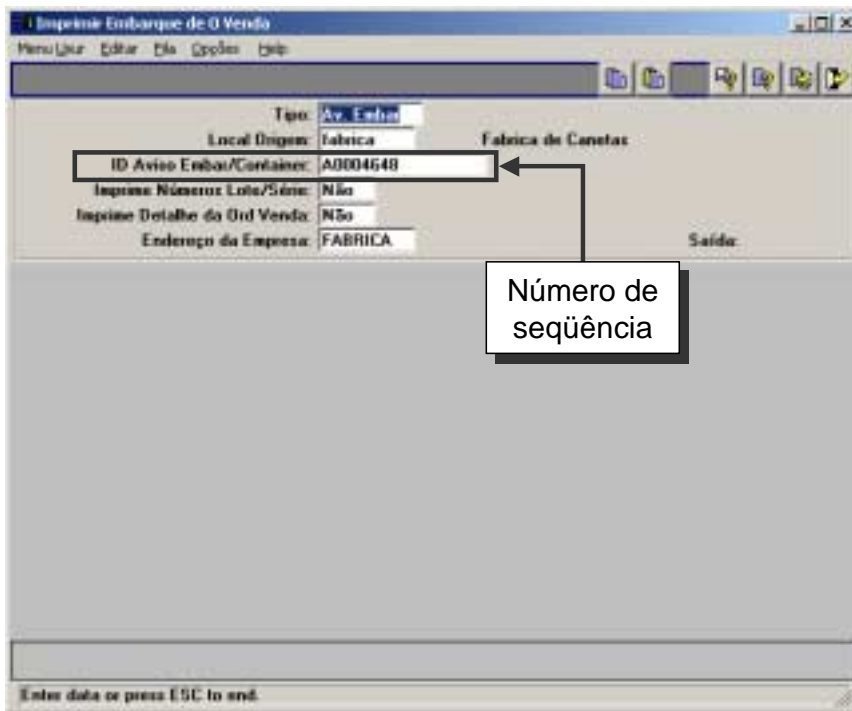 Imprimir Embarque de O Venda
Menu Usur Editar Fila Opções Help
Tipo: Av. Embar
Local Origem: fabrica Fabrica de Canetas
ID Aviso Embar/Container: A0004648
Imprime Números Lote/Série: Não
Imprime Detalhe da Ord Venda: Não
Endereço da Empresa: FABRICA Saída:
Número de
seqüência
Enter data or press ESC to end.